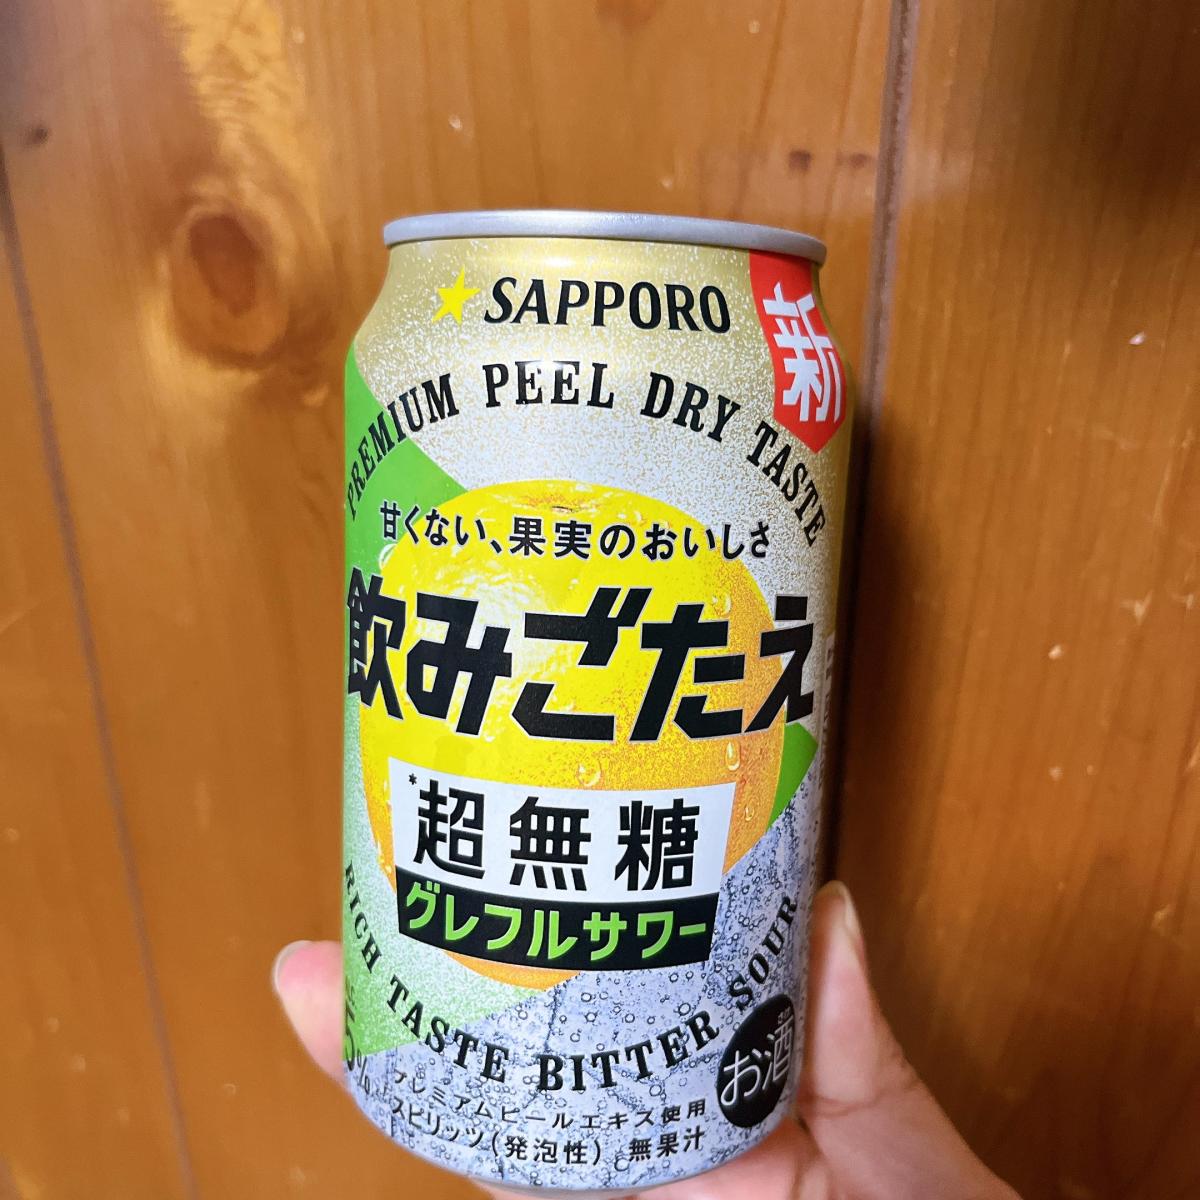 SAPPORO
新
PREMIUM PEEL DRY TASTE
甘くない、果実のおいしさ
飲みごたえ
*超無糖
グレフルサワー
RICH TASTE BITTER SOUR
お酒
5%
プレミアムピールエキス使用
スピリッツ(発泡性) 無果汁